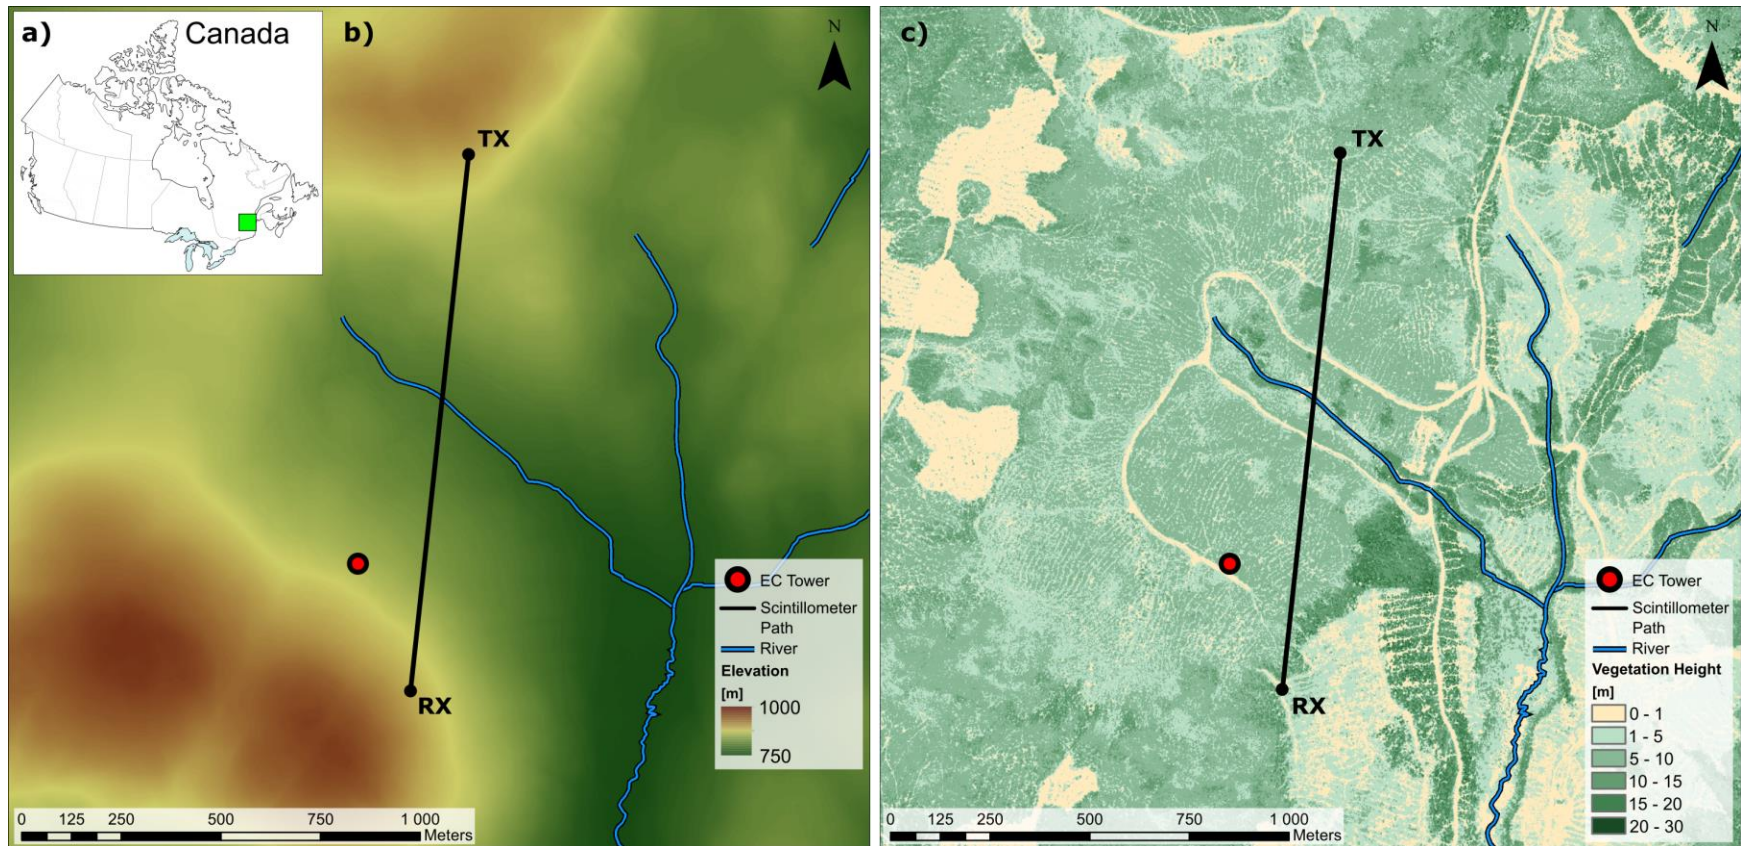 a)
Canada
b)
N
TX
RX
EC Tower
Scintillometer
Path
River
Elevation
[m]
1000
750
0 125 250 500 750 1 000
Meters
c)
N
TX
RX
EC Tower
Scintillometer
Path
River
Vegetation Height
[m]
0 - 1
1 - 5
5 - 10
10 - 15
15 - 20
20 - 30
0 125 250 500 750 1 000
Meters